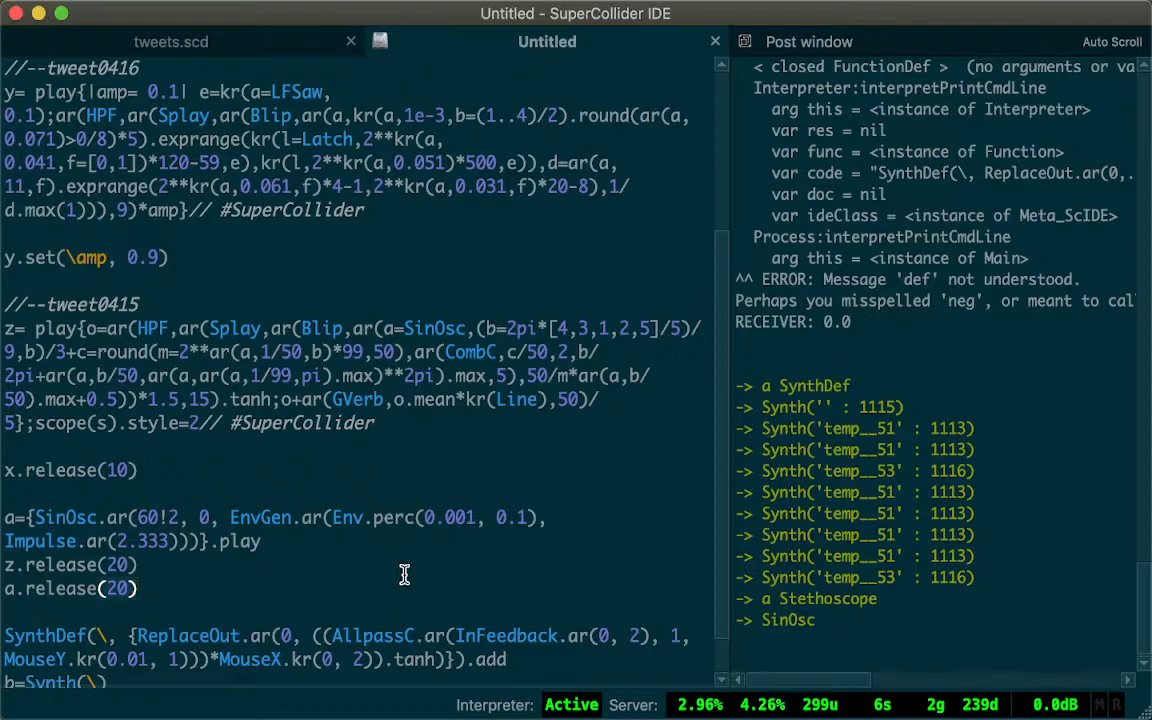 Untitled - SuperCollider IDE
tweets.scd
Untitled
Post window
Auto Scroll
//--tweet0416
y= play{|amp= 0.1| e=kr(a=LFSaw,
0.1);ar(HPF,ar(Splay,ar(Blip,ar(a,kr(a,1e-3,b=(1..4)/2).round(ar(a,
0.071)>0/8)*5).exprange(kr(l=Latch,2**kr(a,
0.041,f=[0,1])*120-59,e),kr(l,2**kr(a,0.051)*500,e)),d=ar(a,
11,f).exprange(2**kr(a,0.061,f)*4-1,2**kr(a,0.031,f)*20-8),1/
d.max(1))),9)*amp}// #SuperCollider
y.set(\amp, 0.9)
//--tweet0415
z= play{o=ar(HPF,ar(Splay,ar(Blip,ar(a=SinOsc,(b=2pi*[4,3,1,2,5]/5)/
9,b)/3+c=round(m=2**ar(a,1/50,b)*99,50),ar(CombC,c/50,2,b/
2pi+ar(a,b/50,ar(a,ar(a,1/99,pi).max)**2pi).max,5),50/m*ar(a,b/
50).max+0.5))*1.5,15).tanh;o+ar(GVerb,o.mean*kr(Line),50)/
5};scope(s).style=2// #SuperCollider
x.release(10)
a={SinOsc.ar(60!2, 0, EnvGen.ar(Env.perc(0.001, 0.1),
Impulse.ar(2.333)))}.play
z.release(20)
a.release(20)
SynthDef(\, {ReplaceOut.ar(0, ((AllpassC.ar(InFeedback.ar(0, 2), 1,
MouseY.kr(0.01, 1)))*MouseX.kr(0, 2)).tanh)}).add
b=Synth(\)
< closed FunctionDef >  (no arguments or va
Interpreter:interpretPrintCmdLine
arg this = <instance of Interpreter>
var res = nil
var func = <instance of Function>
var code = "SynthDef(\, ReplaceOut.ar(0,.
var doc = nil
var ideClass = <instance of Meta_ScIDE>
Process:interpretPrintCmdLine
arg this = <instance of Main>
^^ ERROR: Message 'def' not understood.
Perhaps you misspelled 'neg', or meant to cal
RECEIVER: 0.0
-> a SynthDef
-> Synth('' : 1115)
-> Synth('temp__51' : 1113)
-> Synth('temp__51' : 1113)
-> Synth('temp__53' : 1116)
-> Synth('temp__51' : 1113)
-> Synth('temp__51' : 1113)
-> Synth('temp__51' : 1113)
-> Synth('temp__51' : 1113)
-> Synth('temp__53' : 1116)
-> a Stethoscope
-> SinOsc
Interpreter: Active Server: 2.96% 4.26% 299u 6s 2g 239d 0.0dB M R